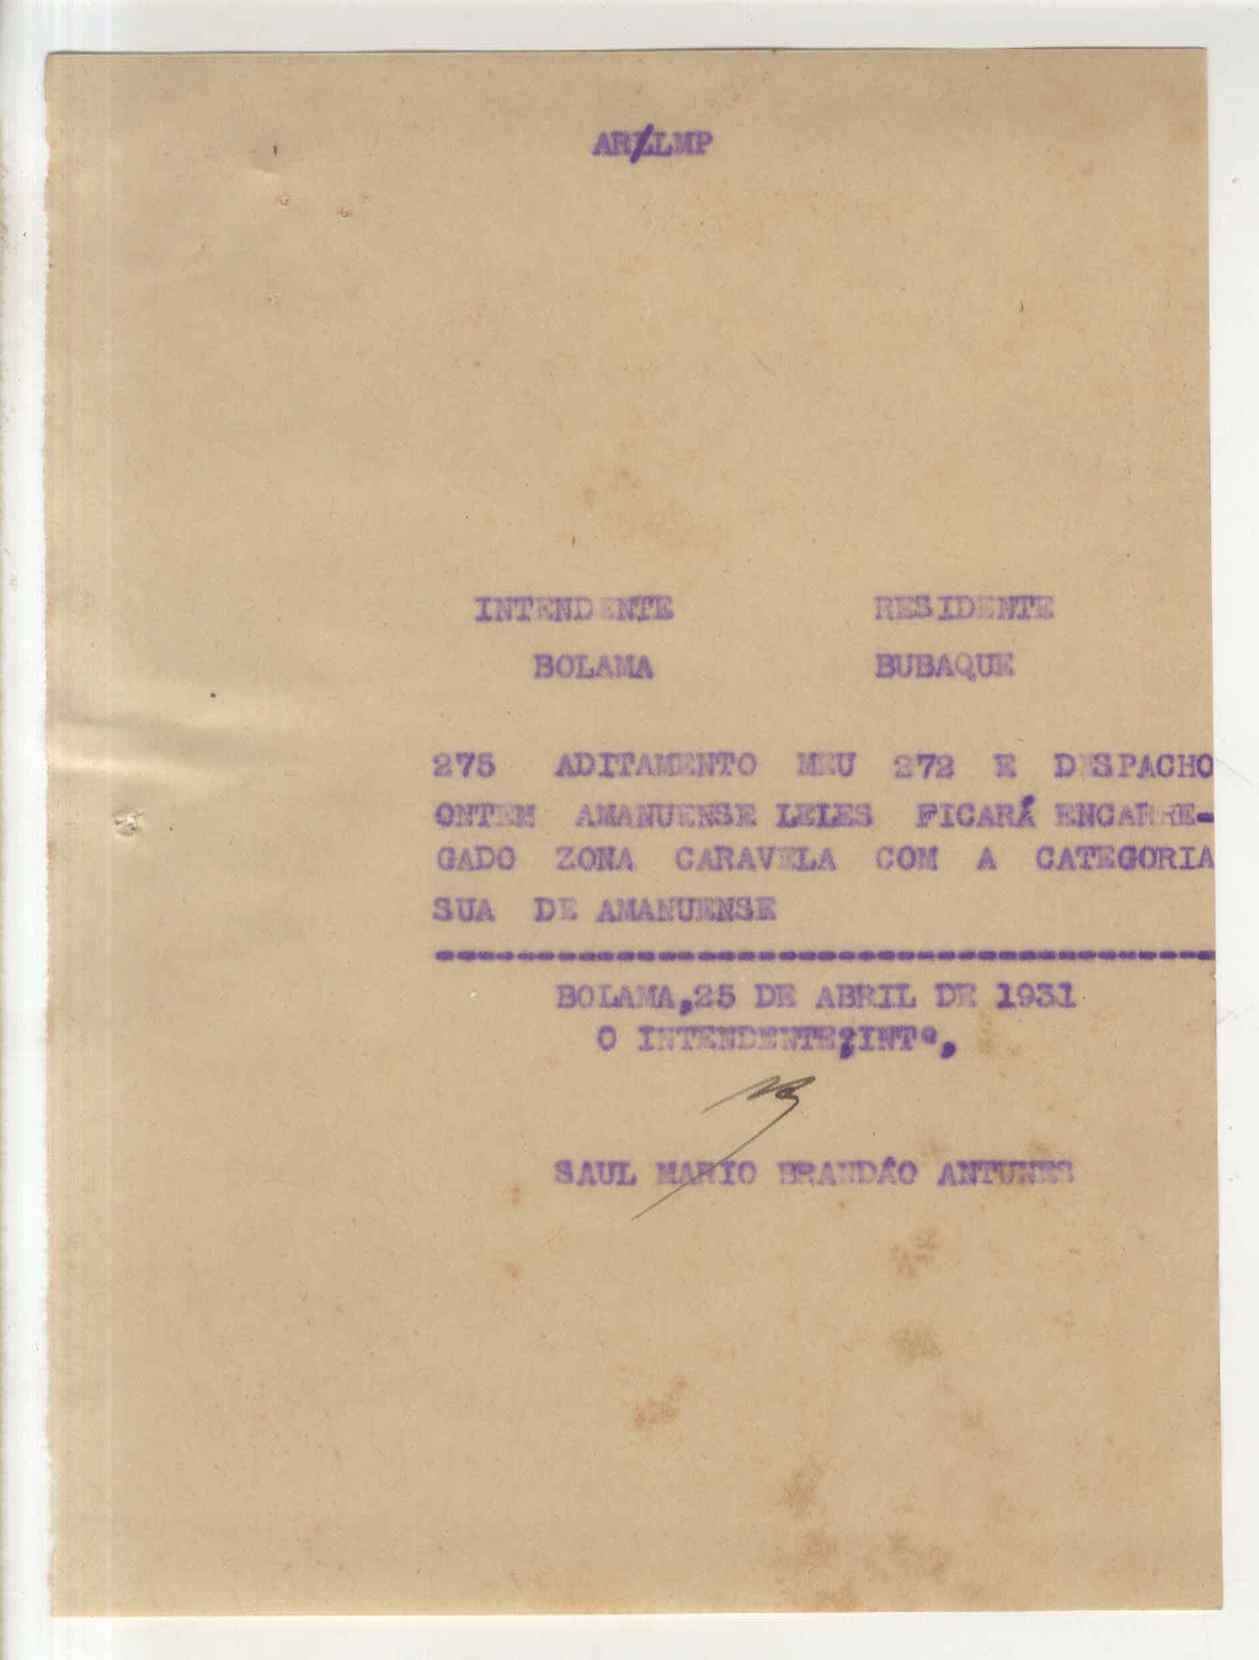 AR/LMP
INTENDENTE RESIDENTE
BOLAMA BUBAQUE
275 ADITAMENTO MEU 272 E DESPACHO
ONTEM AMANUENSE LELES FICARÁ ENCARRE-
GADO ZONA CARAVELA COM A CATEGORIA
SUA DE AMANUENSE
---------------------------------------
BOLAMA,25 DE ABRIL DE 1931
O INTENDENTE,INTº,
SAUL MARIO BRANDÃO ANTUNES